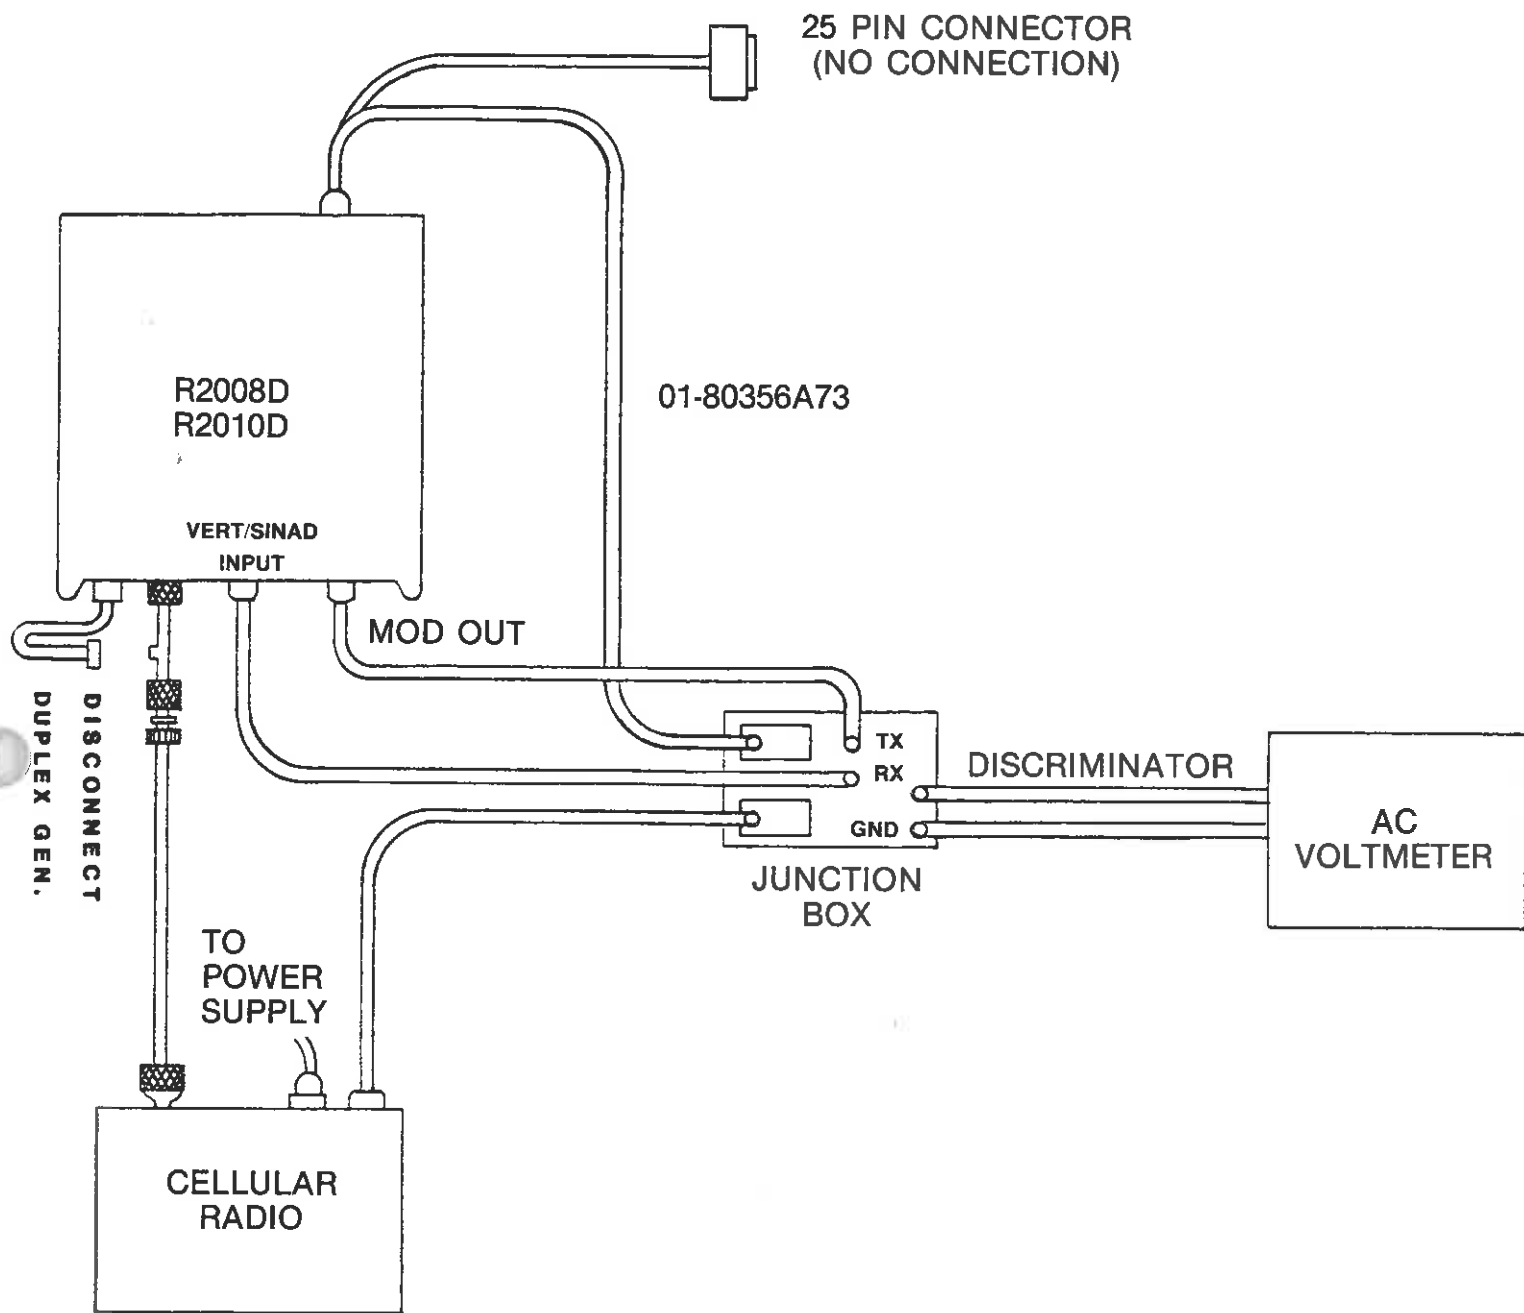 25 PIN CONNECTOR
(NO CONNECTION)
R2008D
R2010D
01-80356A73
VERT/SINAD
INPUT
MOD OUT
DISCONNECT
DUPLEX GEN.
TX
RX
GND
DISCRIMINATOR
AC
VOLTMETER
JUNCTION
BOX
TO
POWER
SUPPLY
CELLULAR
RADIO